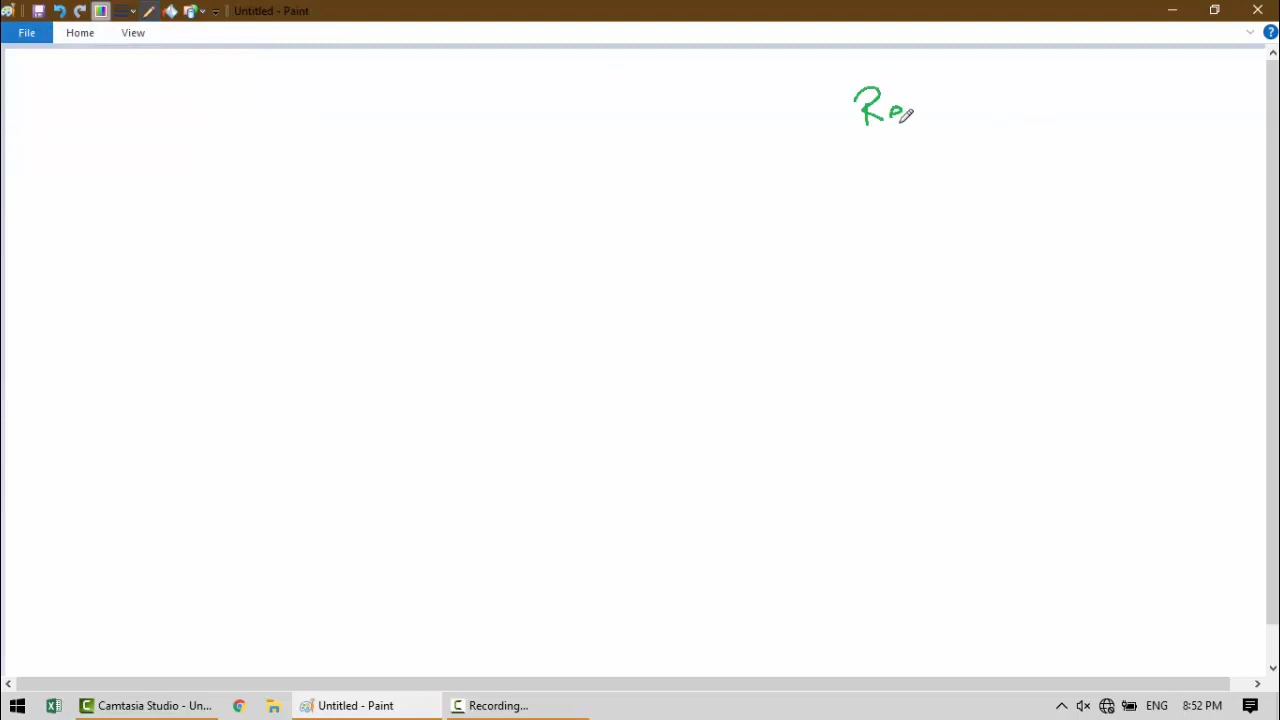 Untitled - Paint
File Home View
Re
Camtasia Studio - Un... Untitled - Paint Recording... ENG 8:52 PM